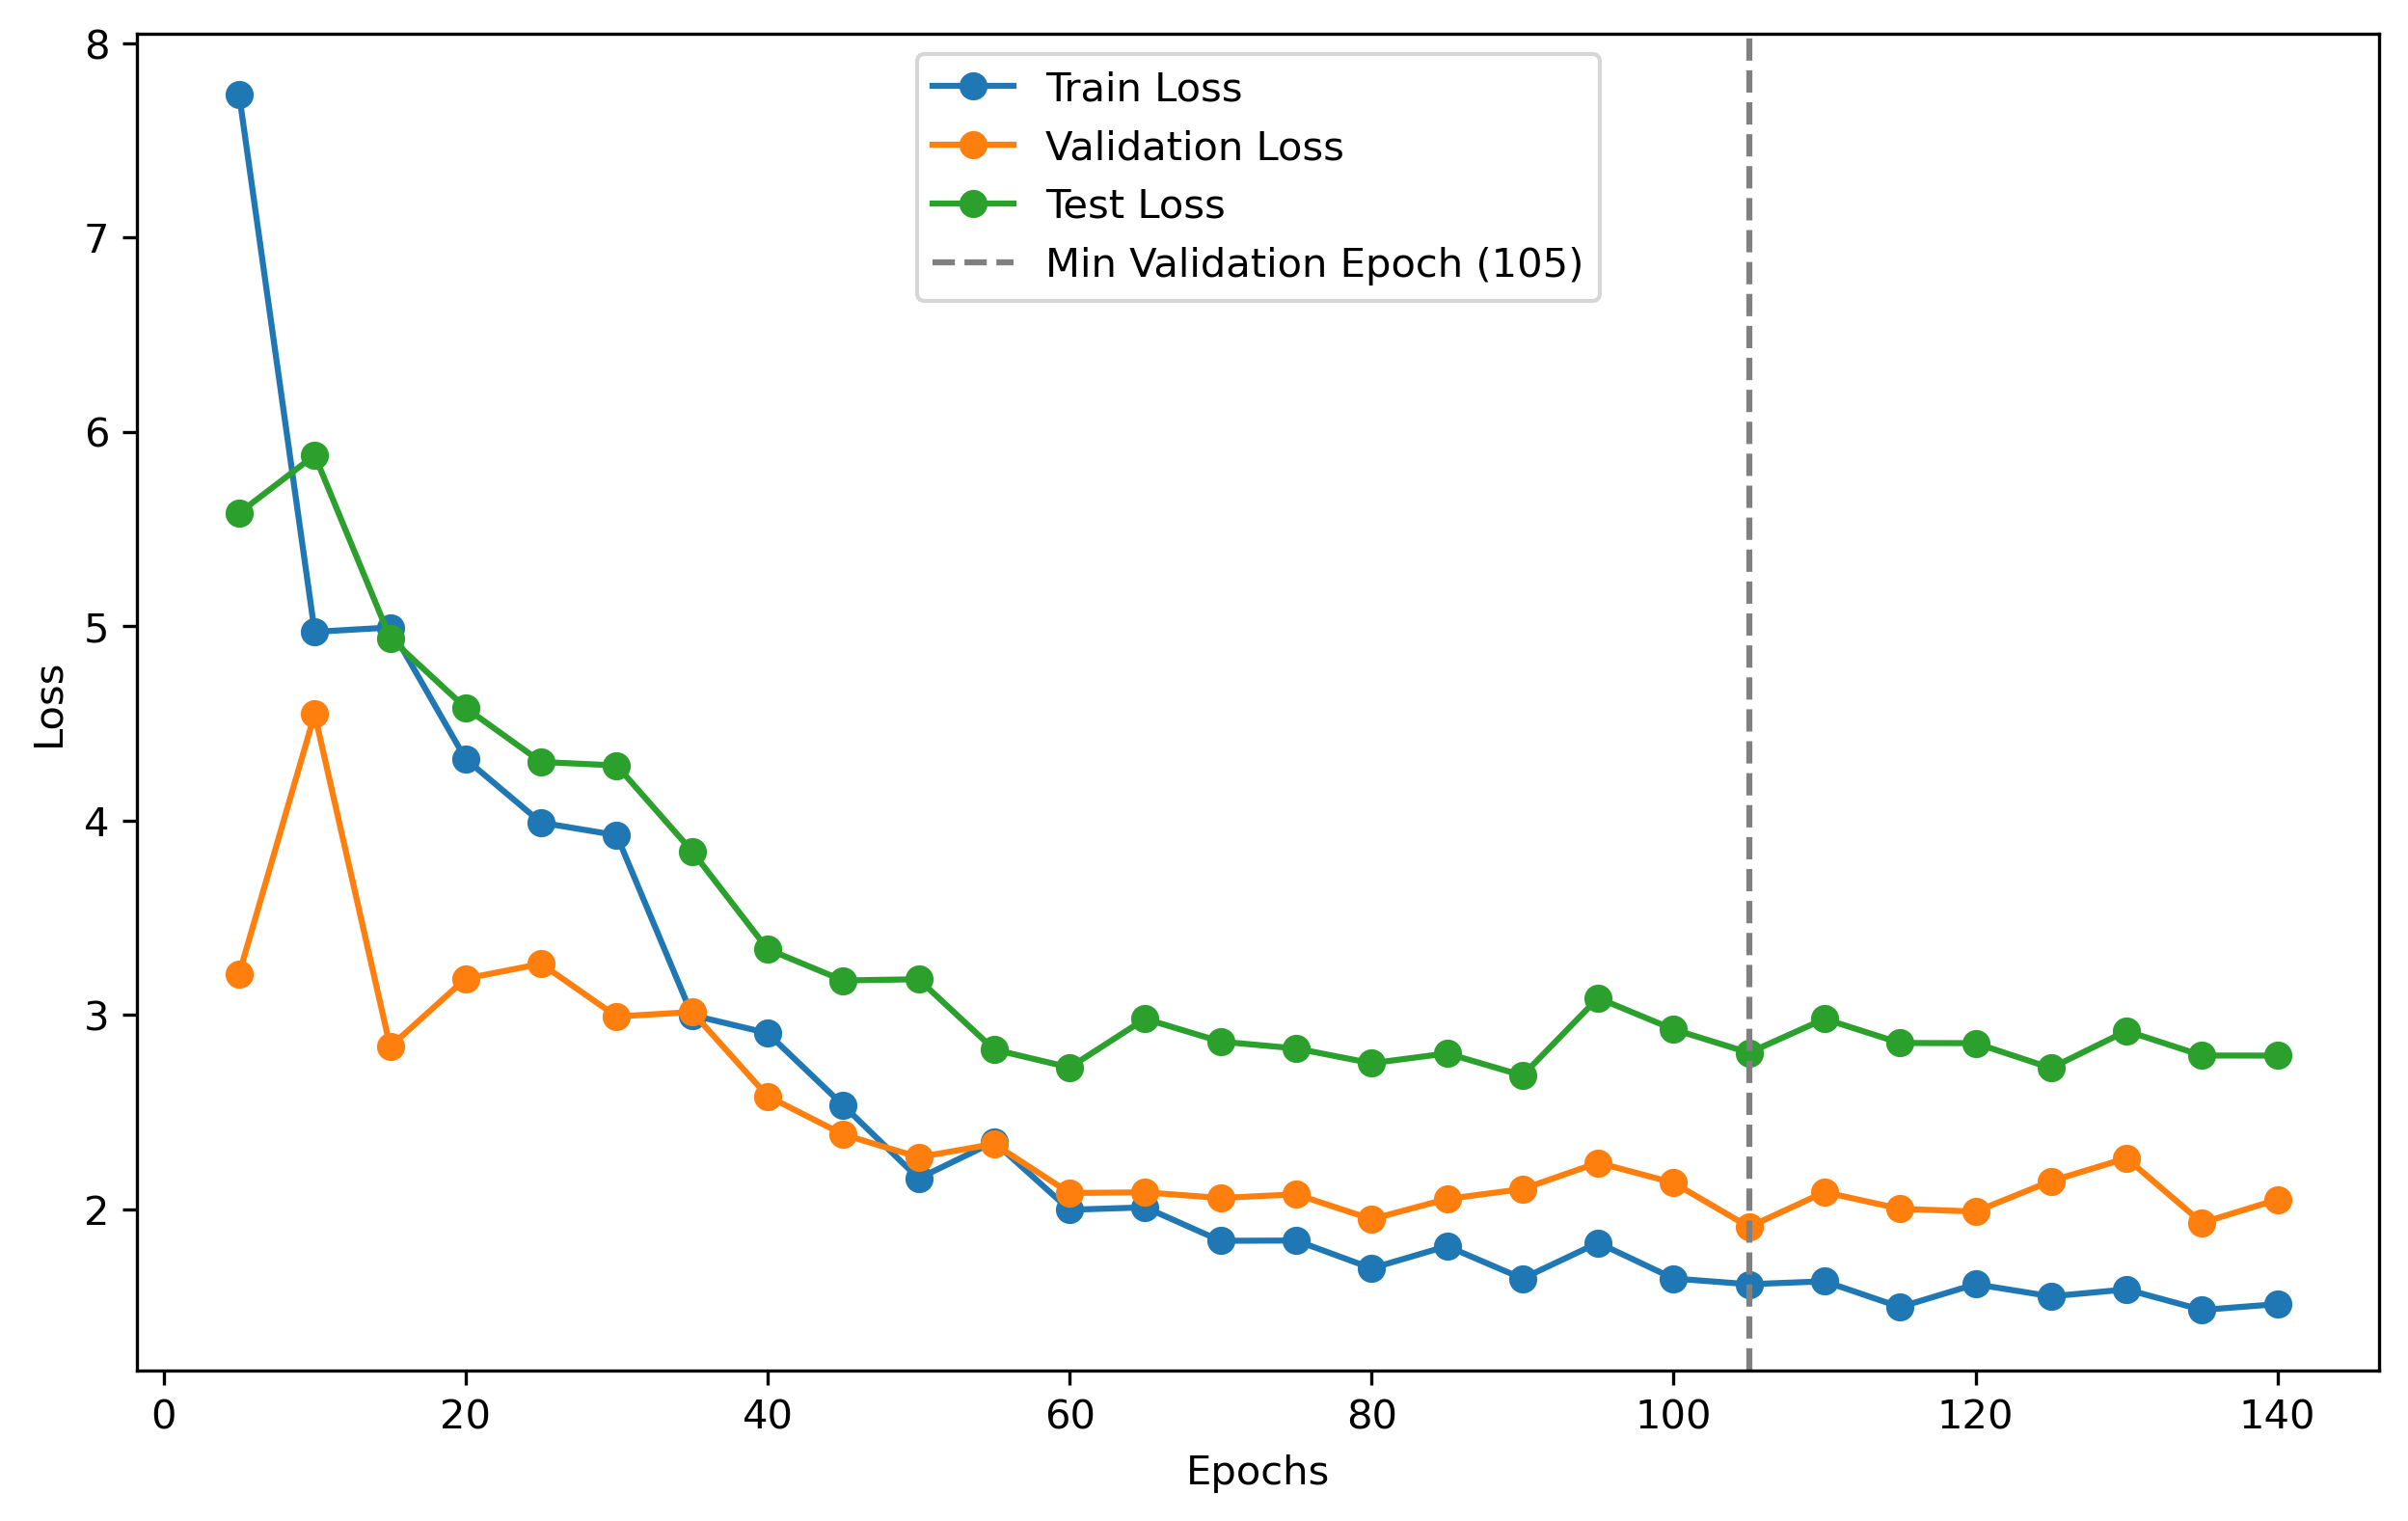 8
7
6
5
4
3
2
Loss
Train Loss
Validation Loss
Test Loss
Min Validation Epoch (105)
0 20 40 60 80 100 120 140
Epochs